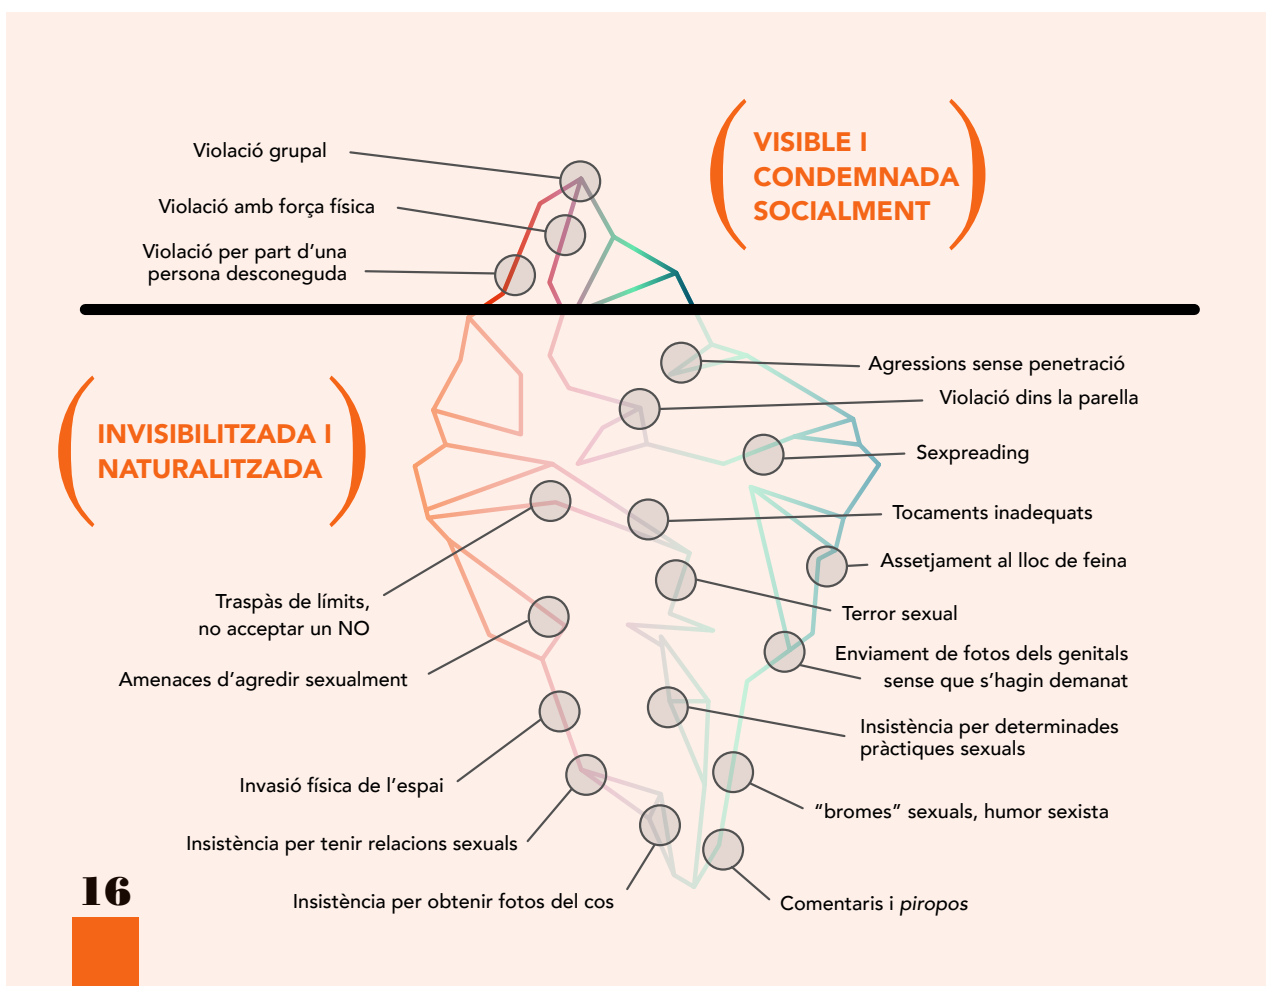 VISIBLE I
CONDEMNADA
SOCIALMENT
Violació grupal
Violació amb força física
Violació per part d’una
persona desconeguda
INVISIBILITZADA I
NATURALITZADA
Agressions sense penetració
Violació dins la parella
Sexpreading
Tocaments inadequats
Assetjament al lloc de feina
Terror sexual
Enviament de fotos dels genitals
sense que s’hagin demanat
Insistència per determinades
pràctiques sexuals
“bromes” sexuals, humor sexista
Comentaris i piropos
Traspàs de límits,
no acceptar un NO
Amenaces d’agredir sexualment
Invasió física de l’espai
Insistència per tenir relacions sexuals
Insistència per obtenir fotos del cos
16